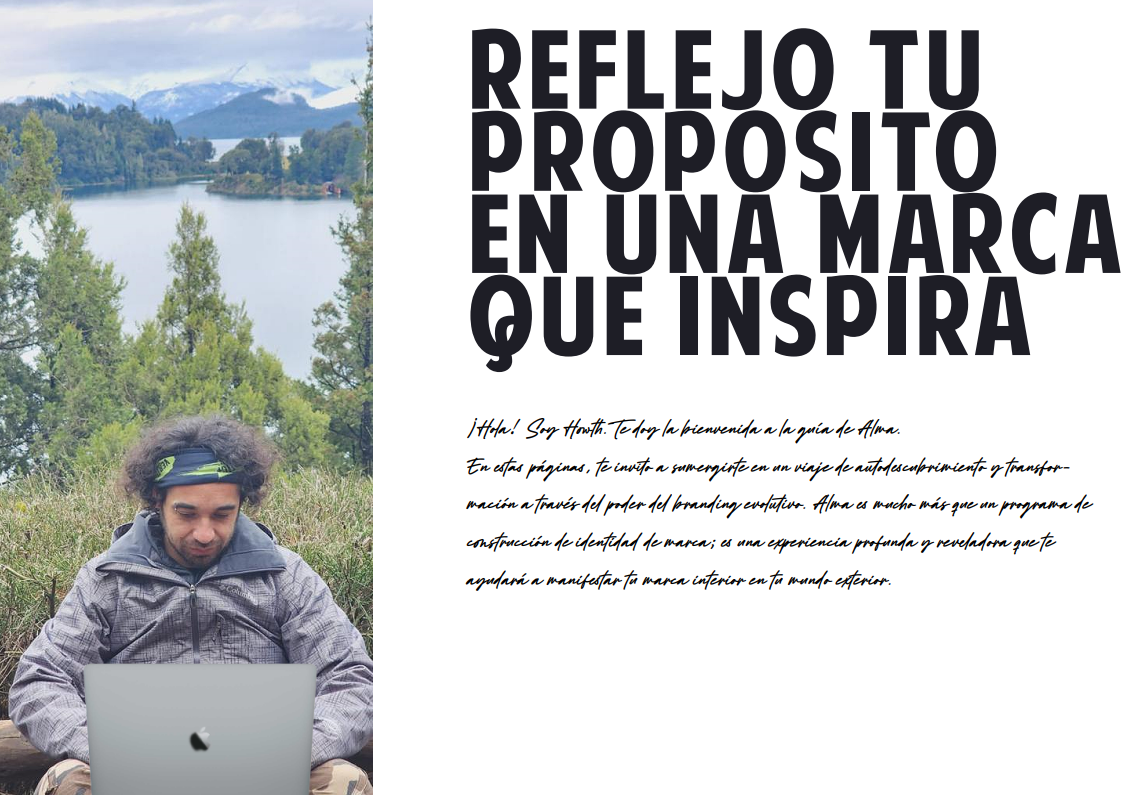 REFLEJO TU
PROPOSITO
EN UNA MARCA
QUE INSPIRA
¡Hola! Soy Howth. Te doy la bienvenida a la guía de Alma.
En estas páginas, te invito a sumergirte en un viaje de autodescubrimiento y transfor-
mación a través del poder del branding evolutivo. Alma es mucho más que un programa de
construcción de identidad de marca; es una experiencia profunda y reveladora que te
ayudará a manifestar tu marca interior en tu mundo exterior.
Columbia